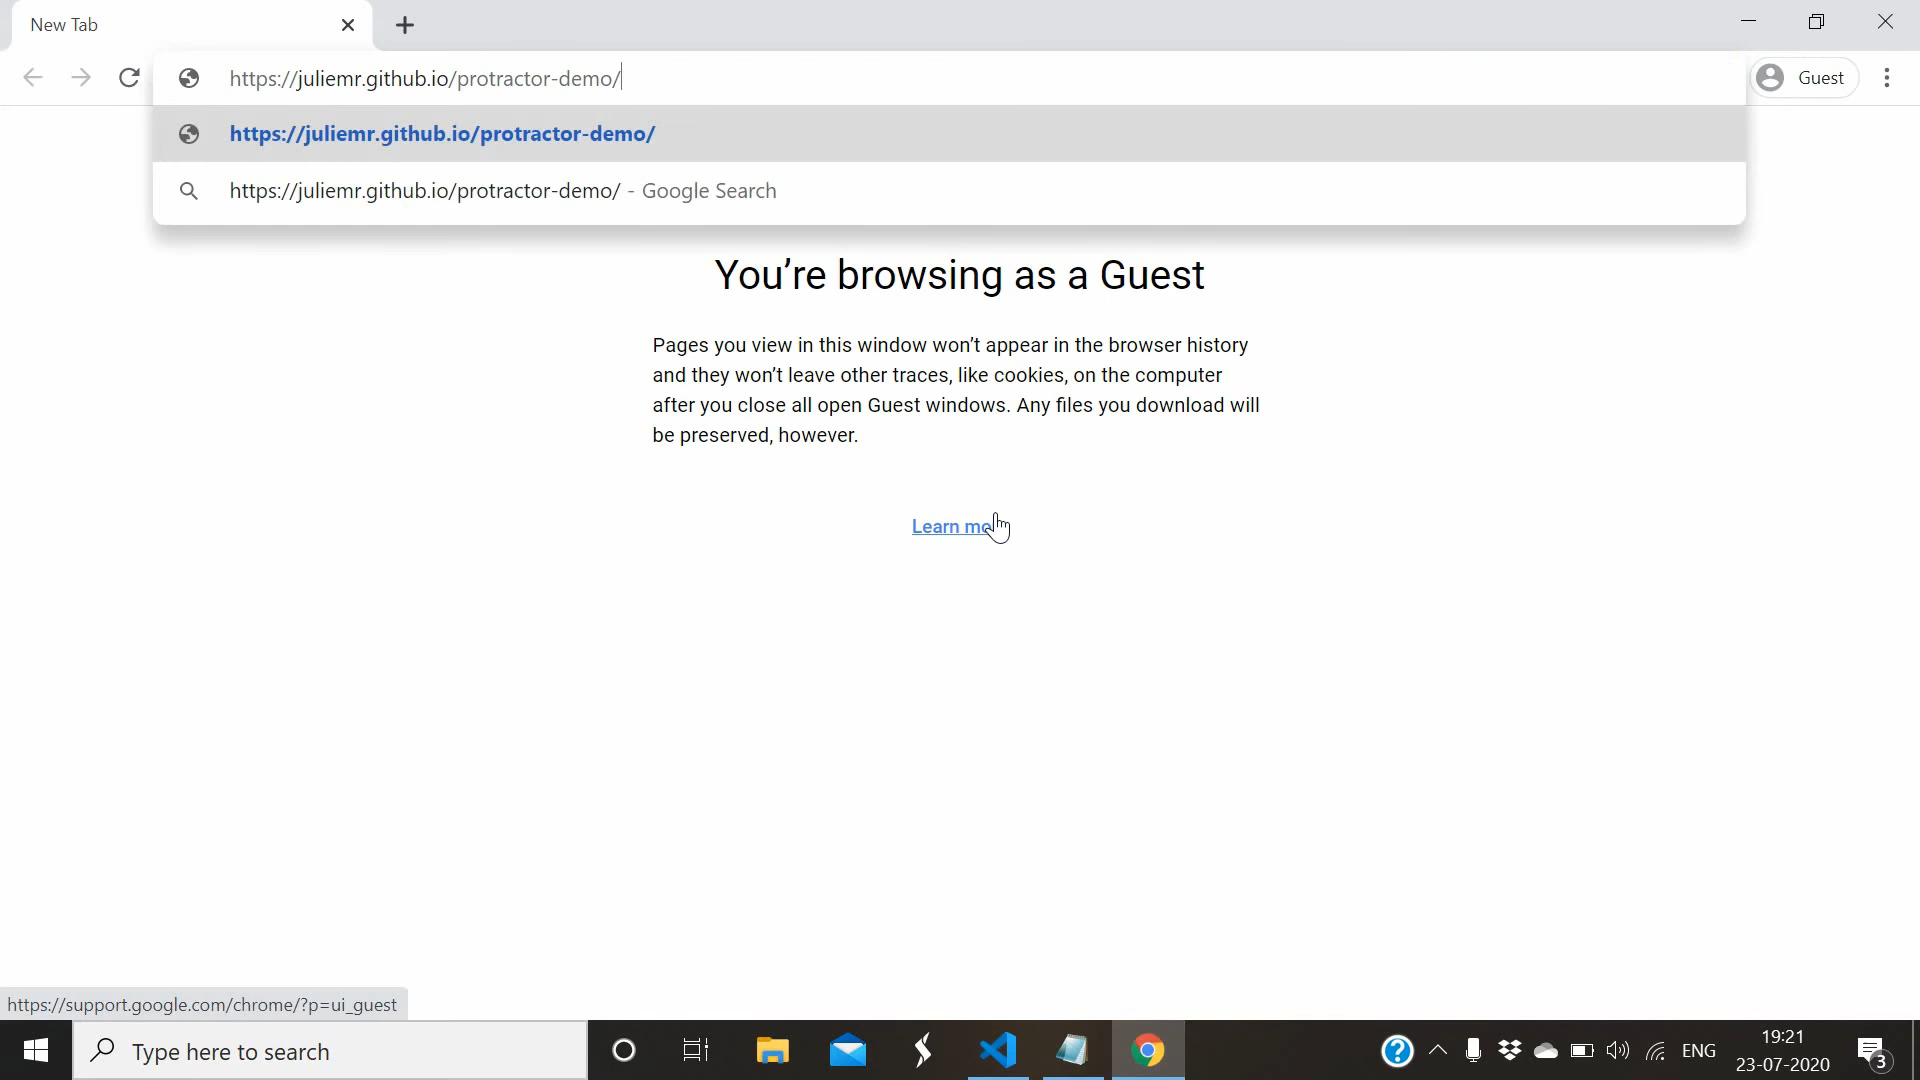 New Tab
https://juliemr.github.io/protractor-demo/
Guest
https://juliemr.github.io/protractor-demo/
https://juliemr.github.io/protractor-demo/ - Google Search
You’re browsing as a Guest
Pages you view in this window won’t appear in the browser history
and they won’t leave other traces, like cookies, on the computer
after you close all open Guest windows. Any files you download will
be preserved, however.
Learn mo
https://support.google.com/chrome/?p=ui_guest
Type here to search
ENG
19:21
23-07-2020
3